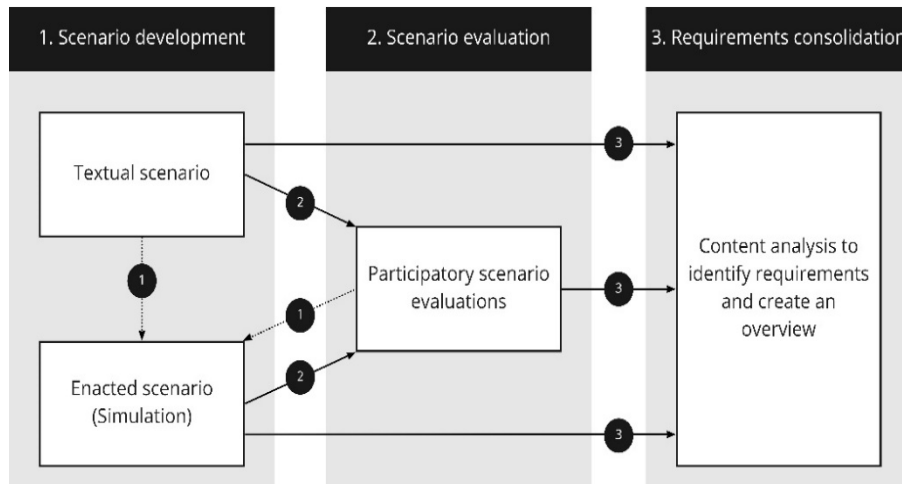 1. Scenario development
2. Scenario evaluation
3. Requirements consolidation
Textual scenario
3
2
1
Participatory scenario
evaluations
3
1
Content analysis to
identify requirements
and create an
overview
2
Enacted scenario
(Simulation)
3